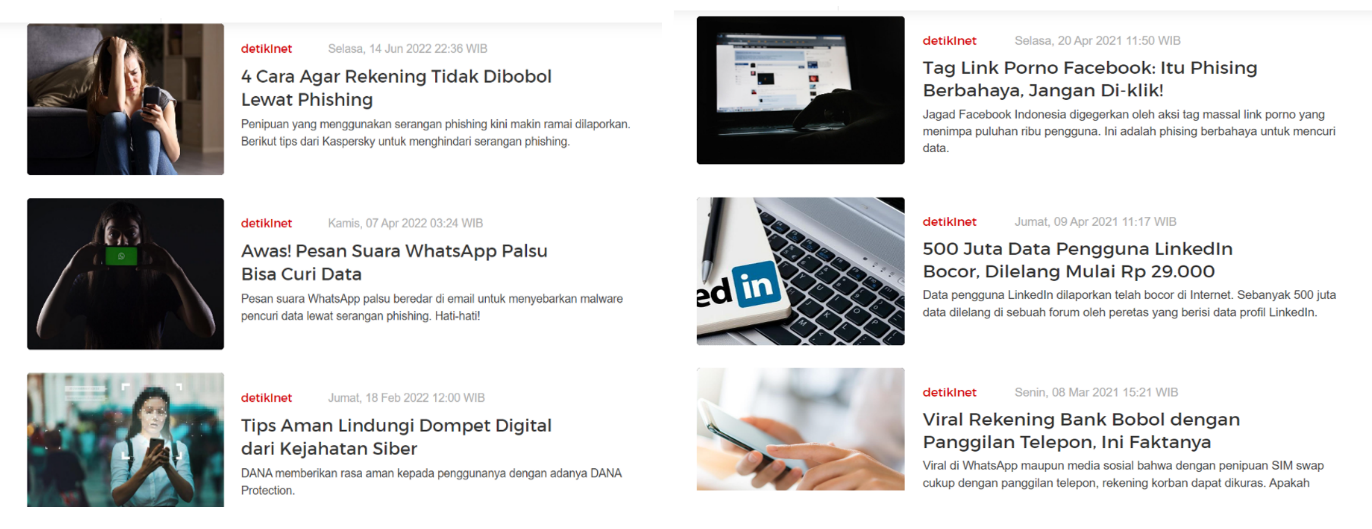 detikInet Selasa, 14 Jun 2022 22:36 WIB
4 Cara Agar Rekening Tidak Dibobol
Lewat Phishing
Penipuan yang menggunakan serangan phishing kini makin ramai dilaporkan.
Berikut tips dari Kaspersky untuk menghindari serangan phishing.
detikInet Kamis, 07 Apr 2022 03:24 WIB
Awas! Pesan Suara WhatsApp Palsu
Bisa Curi Data
Pesan suara WhatsApp palsu beredar di email untuk menyebarkan malware
pencuri data lewat serangan phishing. Hati-hati!
detikInet Jumat, 18 Feb 2022 12:00 WIB
Tips Aman Lindungi Dompet Digital
dari Kejahatan Siber
DANA memberikan rasa aman kepada penggunanya dengan adanya DANA
Protection.
detikInet Selasa, 20 Apr 2021 11:50 WIB
Tag Link Porno Facebook: Itu Phising
Berbahaya, Jangan Di-klik!
Jagad Facebook Indonesia digegerkan oleh aksi tag massal link porno yang
menimpa puluhan ribu pengguna. Ini adalah phising berbahaya untuk mencuri
data.
ed in
detikInet Jumat, 09 Apr 2021 11:17 WIB
500 Juta Data Pengguna LinkedIn
Bocor, Dilelang Mulai Rp 29.000
Data pengguna LinkedIn dilaporkan telah bocor di Internet. Sebanyak 500 juta
data dilelang di sebuah forum oleh peretas yang berisi data profil LinkedIn.
detikInet Senin, 08 Mar 2021 15:21 WIB
Viral Rekening Bank Bobol dengan
Panggilan Telepon, Ini Faktanya
Viral di WhatsApp maupun media sosial bahwa dengan penipuan SIM swap
cukup dengan panggilan telepon, rekening korban dapat dikuras. Apakah